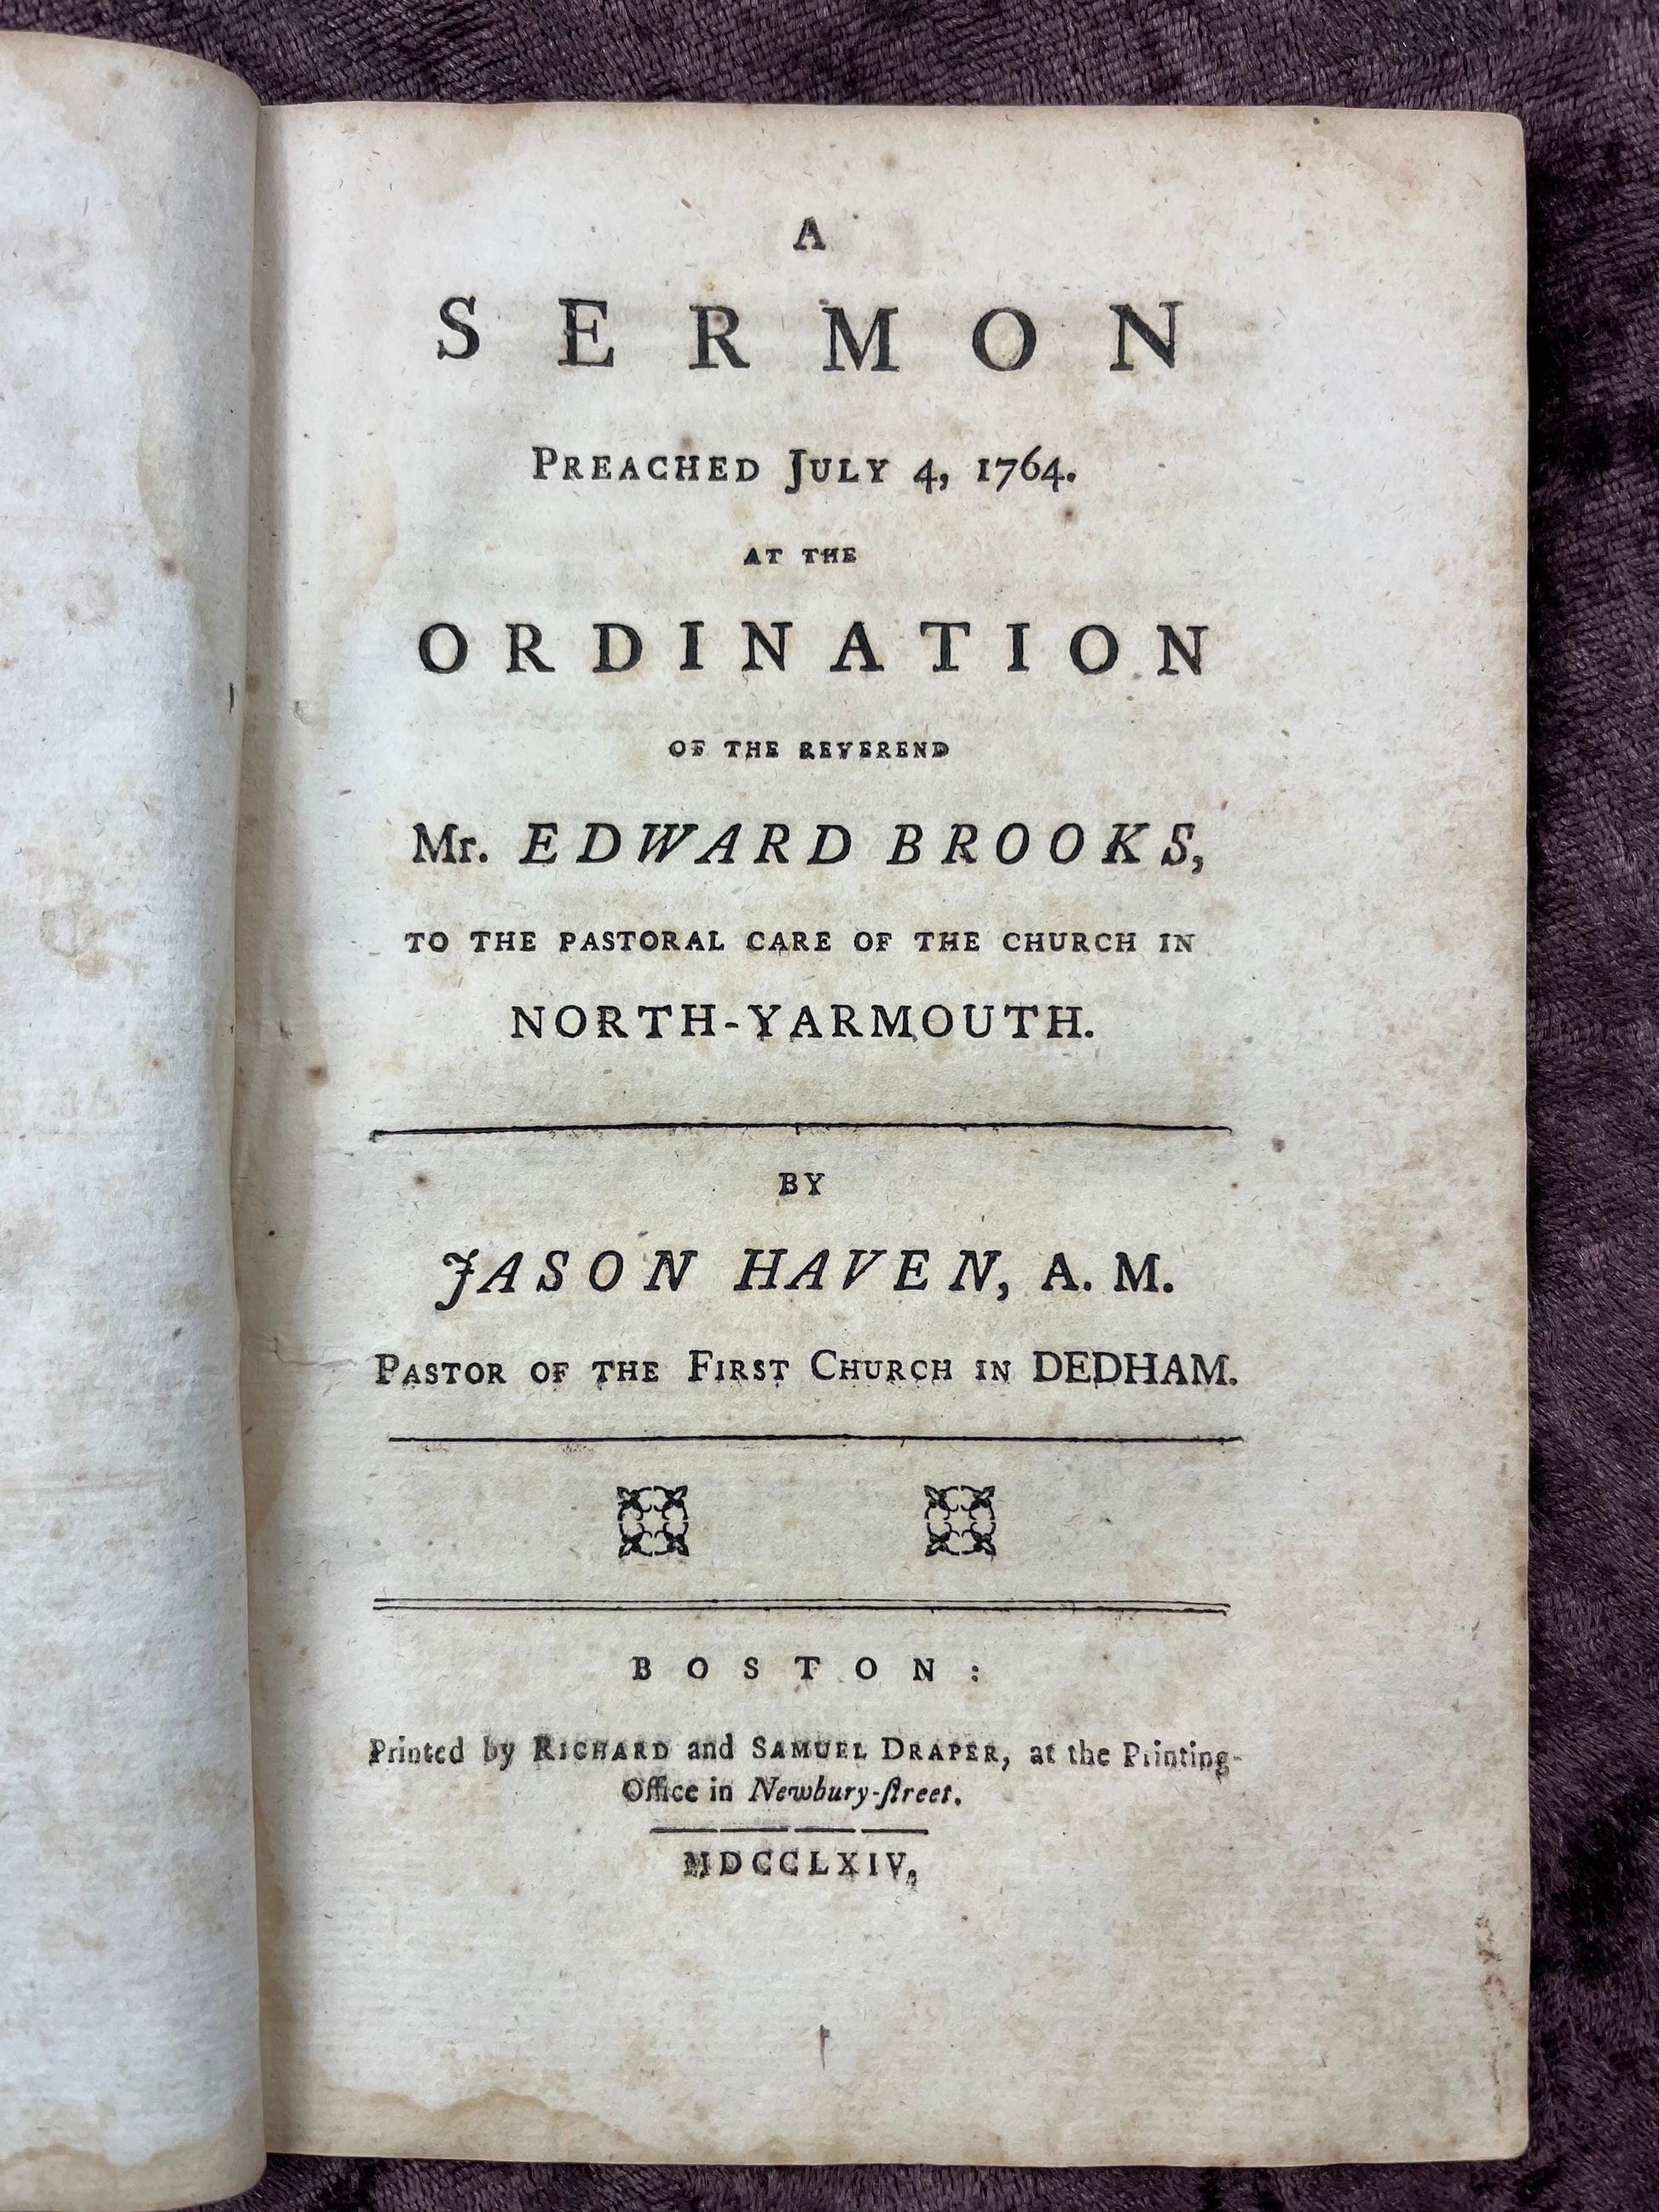 A
SERMON
PREACHED JULY 4, 1764.
AT THE
ORDINATION
OF THE REVEREND
Mr. EDWARD BROOKS,
TO THE PASTORAL CARE OF THE CHURCH IN
NORTH-YARMOUTH.
BY
JASON HAVEN, A. M.
PASTOR OF THE FIRST CHURCH IN DEDHAM.
BOSTON:
Printed by RICHARD and SAMUEL DRAPER, at the Printing-
Office in Newbury-ſtreet.
MDCCLXIV.